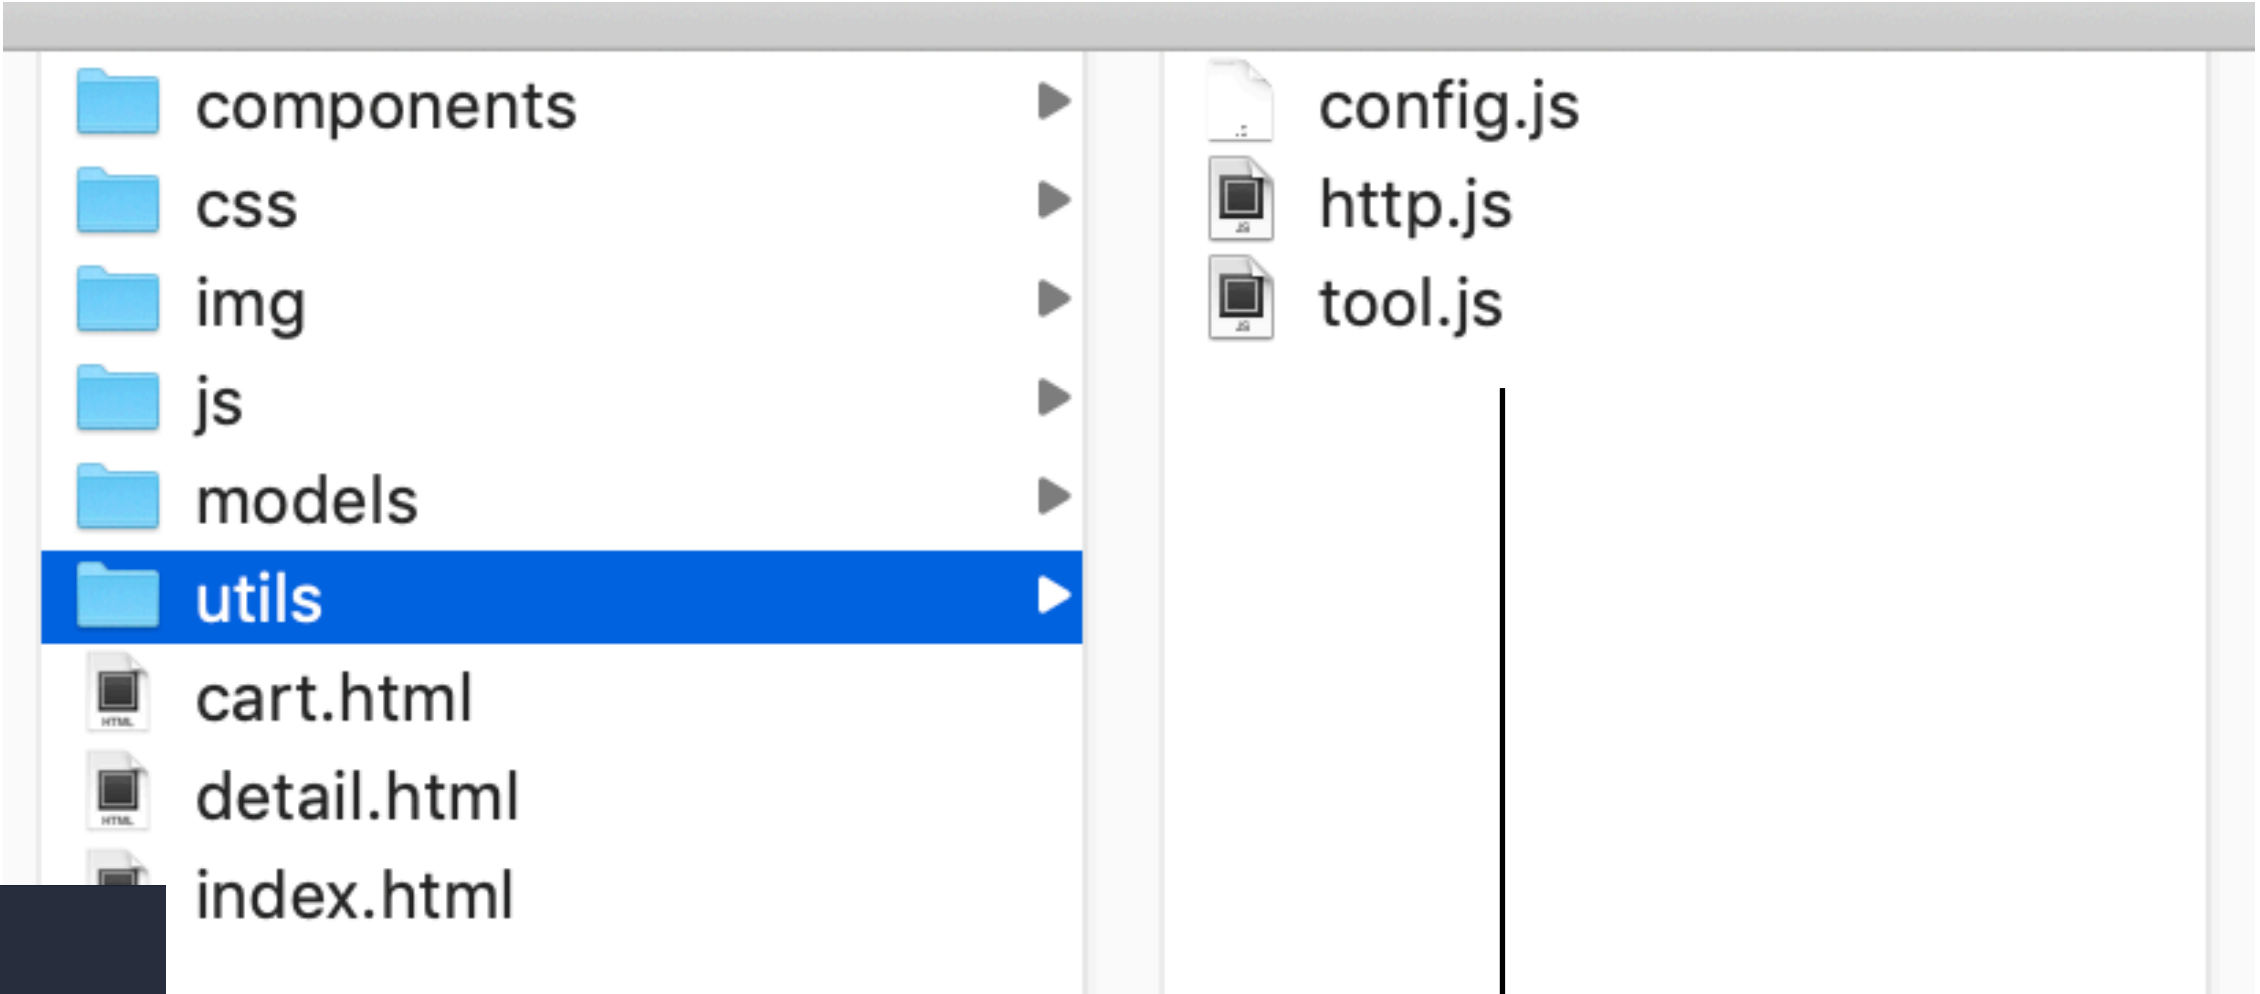 components
css
img
js
models
utils
cart.html
detail.html
index.html
config.js
http.js
tool.js